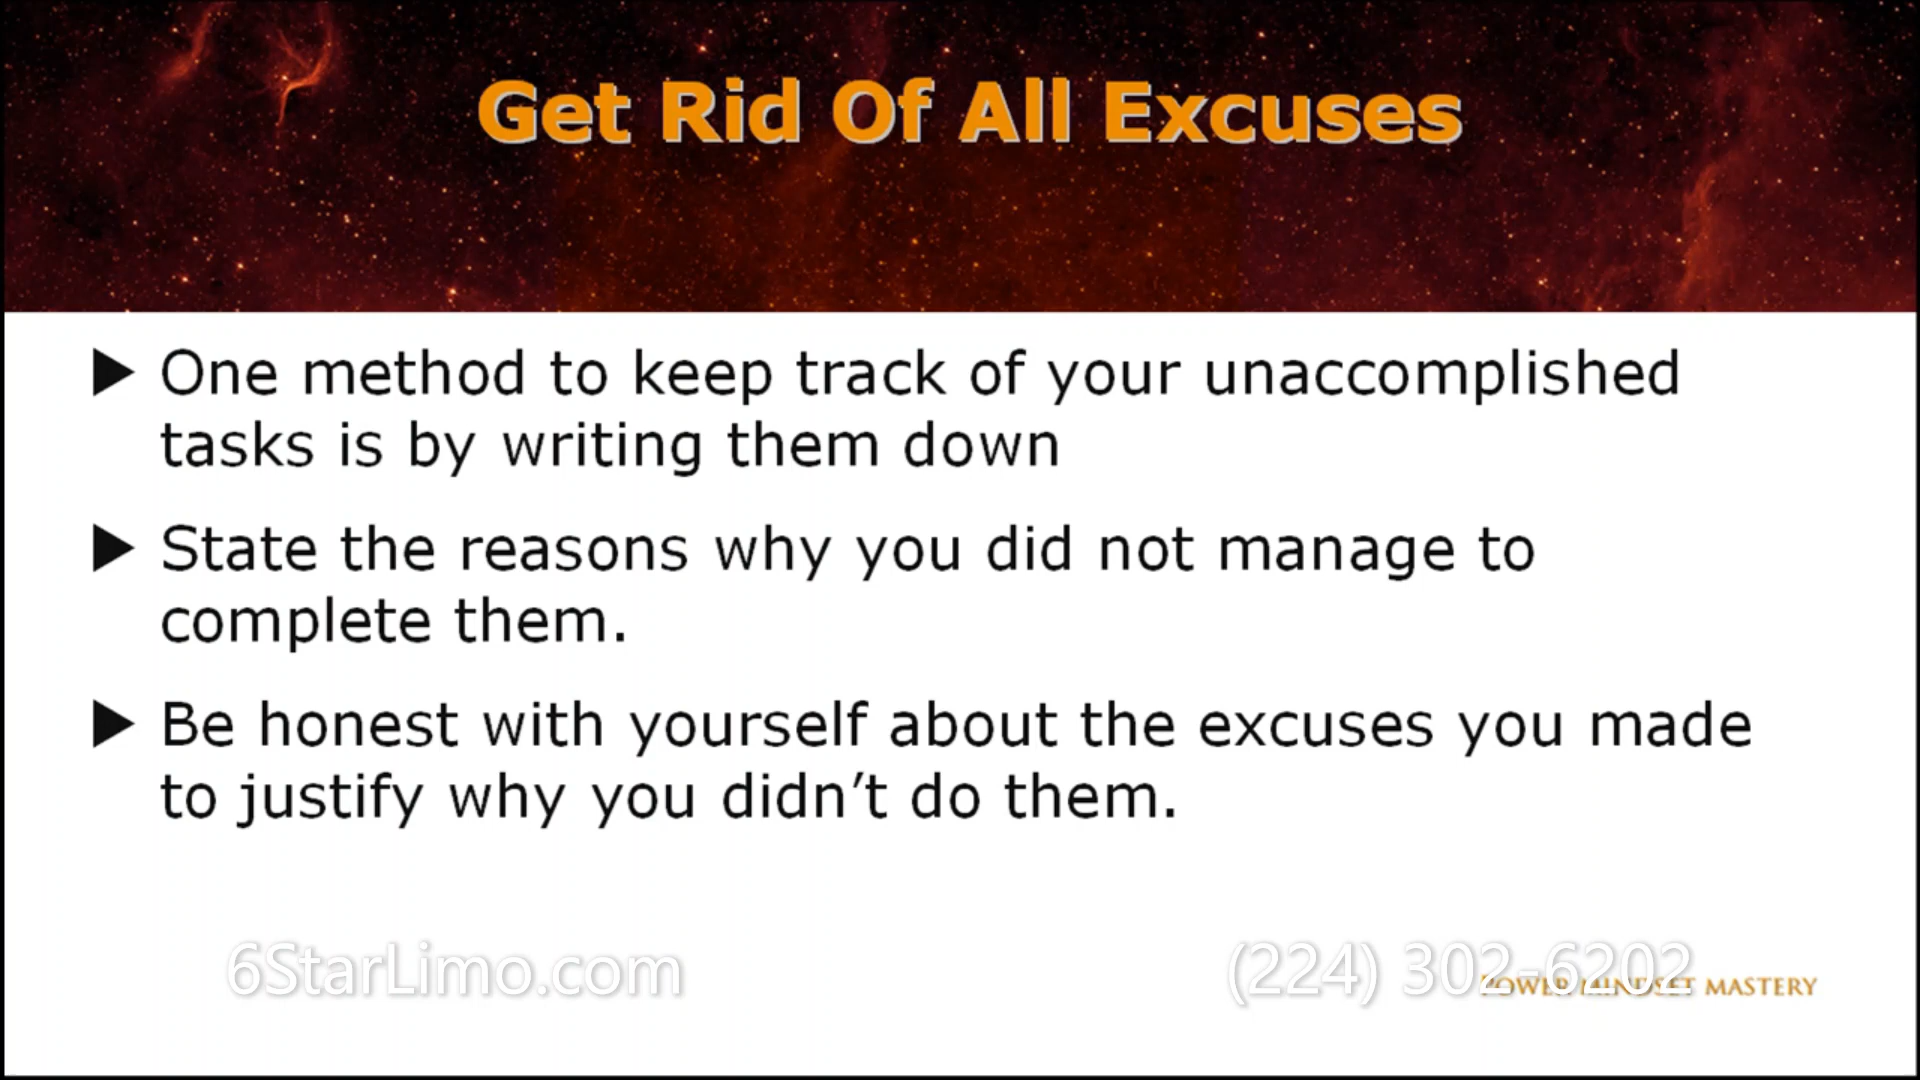 Get Rid Of All Excuses
▶ One method to keep track of your unaccomplished
tasks is by writing them down
▶ State the reasons why you did not manage to
complete them.
▶ Be honest with yourself about the excuses you made
to justify why you didn’t do them.
6StarLimo.com
(224) 302-6202
POWER MINDSET MASTERY